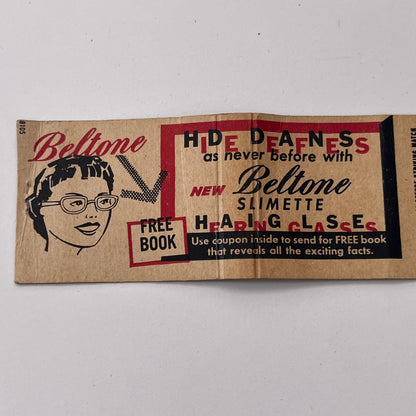 Beltone
HIDE DEAFNESS
as never before with
NEW Beltone
SLIMETTE
HEARING GLASSES
FREE
BOOK
Use coupon inside to send for FREE book
that reveals all the exciting facts.